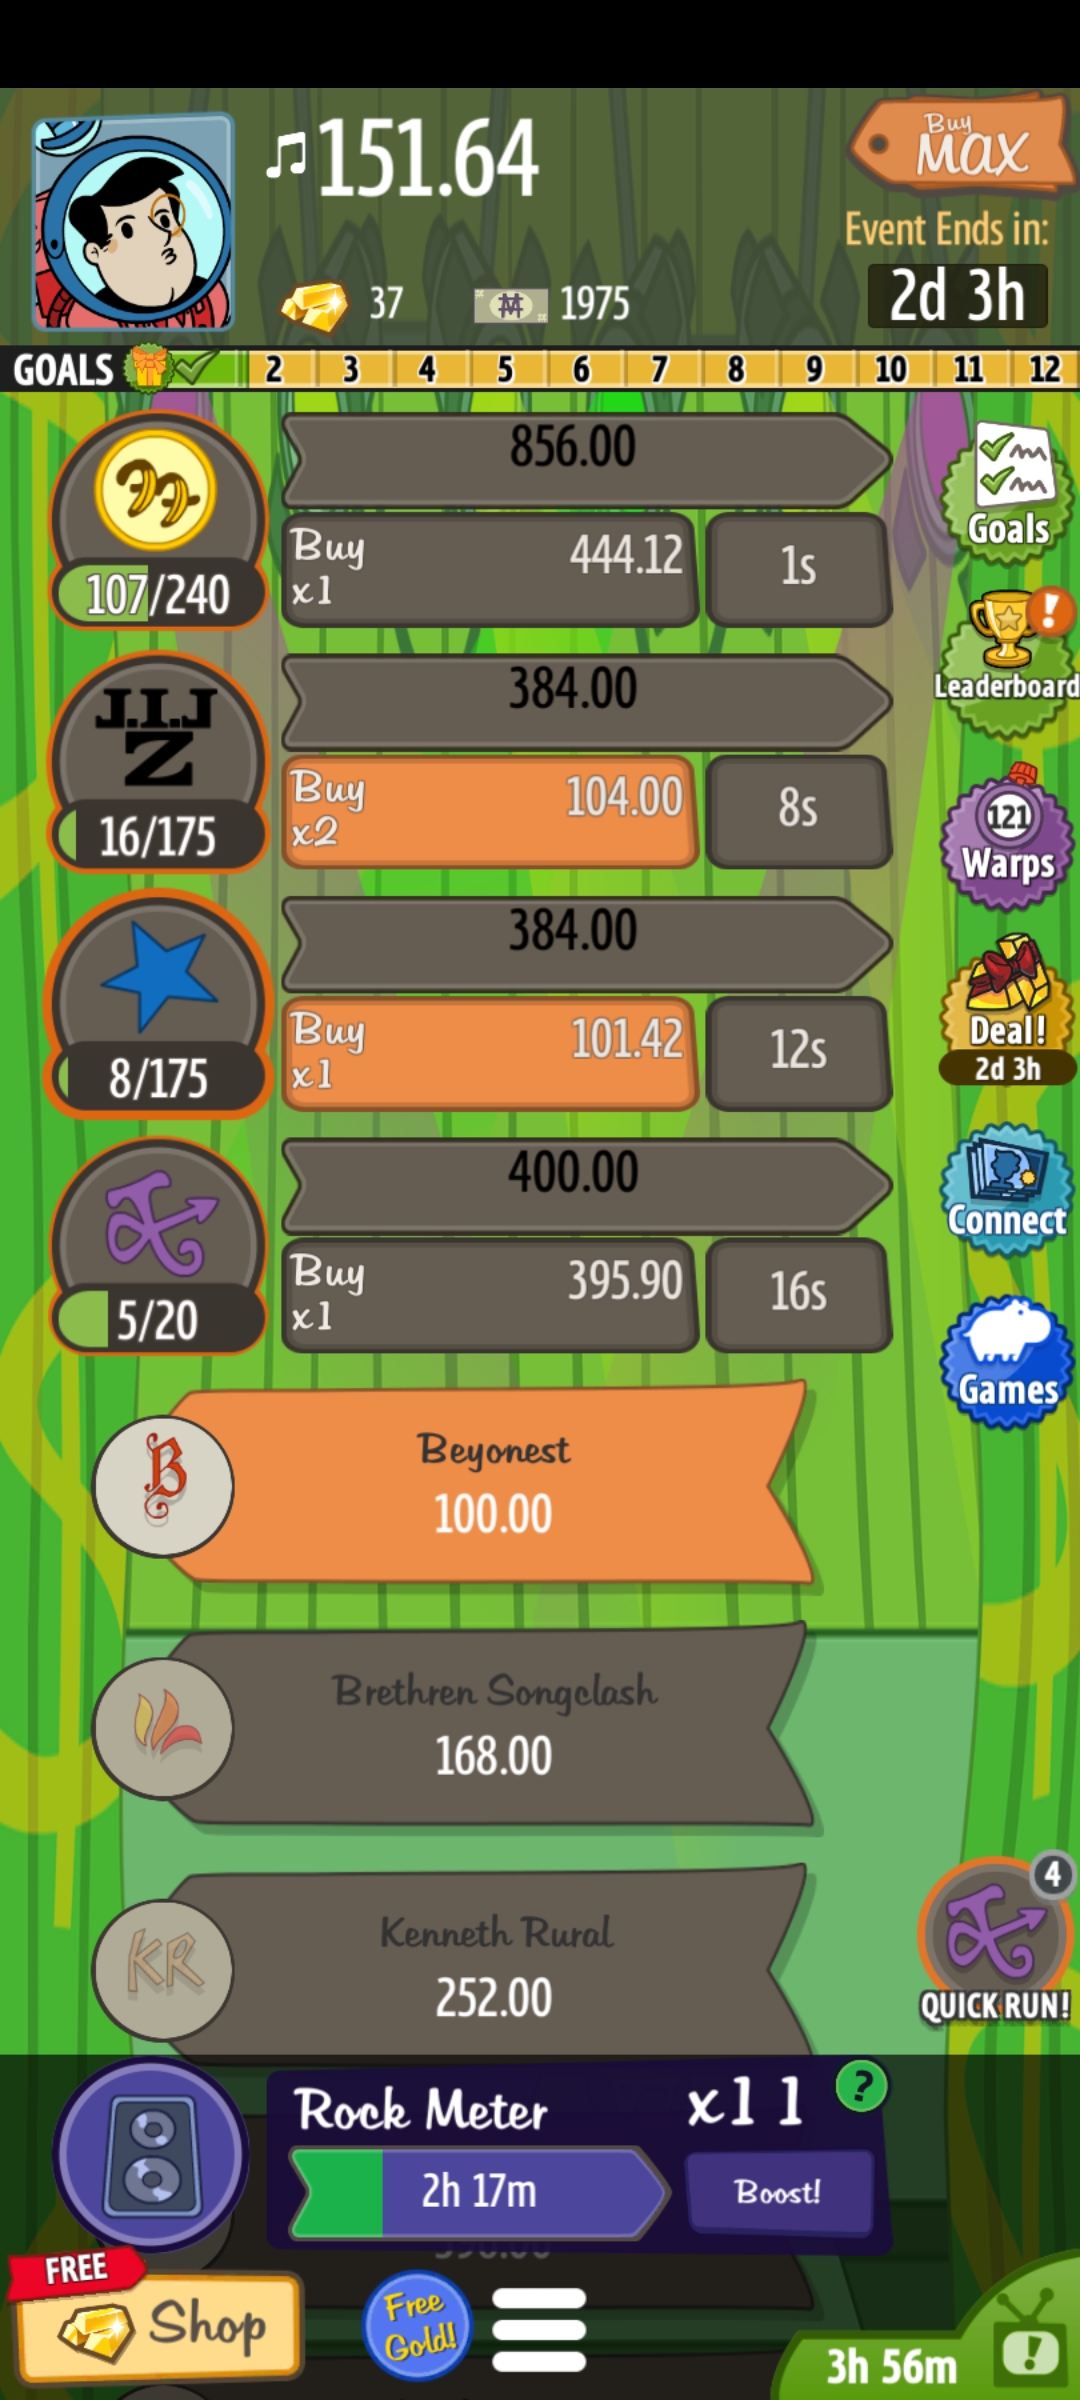 151.64
Buy
MAX
Event Ends in:
2d 3h
37
1975
GOALS 2 3 4 5 6 7 8 9 10 11 12
856.00
Buy
x1
444.12
1s
107/240
Goals
J.I.J
Z
384.00
Buy
x2
104.00
8s
16/175
Leaderboard
384.00
Buy
x1
101.42
12s
8/175
121
Warps
Deal!
2d 3h
400.00
Buy
x1
395.90
16s
5/20
Connect
Games
B
Beyonest
100.00
Brethren Songclash
168.00
KR
Kenneth Rural
252.00
4
QUICK RUN!
Rock Meter
x11
?
2h 17m
Boost!
FREE
Shop
Free
Gold!
3h 56m